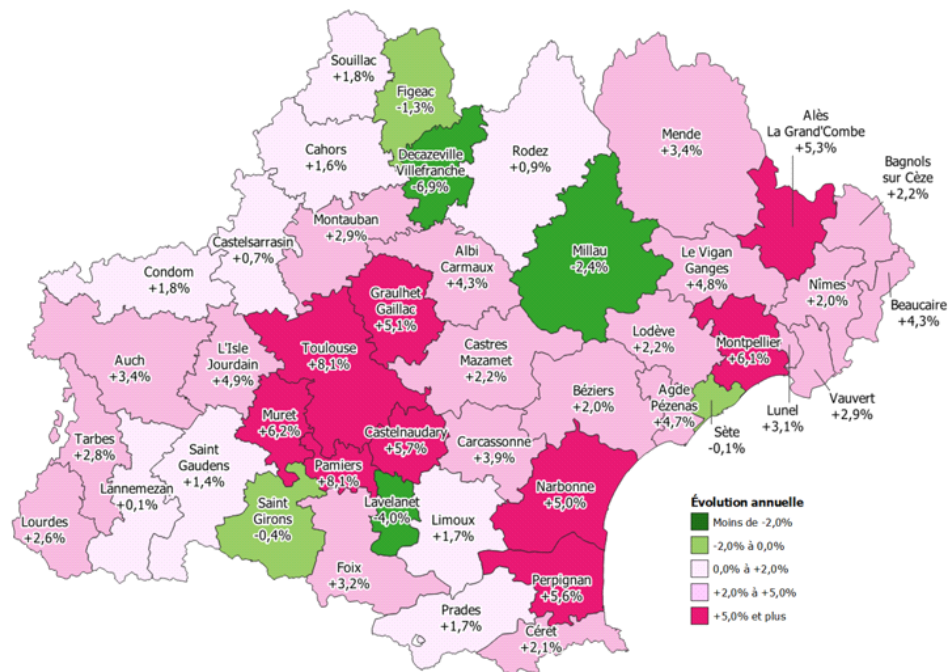 Souillac
+1,8%
Figeac
-1,3%
Cahors
+1,6%
Decazeville
Villefranche
-6,9%
Rodez
+0,9%
Mende
+3,4%
Alès
La Grand'Combe
+5,3%
Bagnols
sur Cèze
+2,2%
Montauban
+2,9%
Castelsarrasin
+0,7%
Condom
+1,8%
Albi
Carmaux
+4,3%
Millau
-2,4%
Le Vigan
Ganges
+4,8%
Nîmes
+2,0%
Beaucaire
+4,3%
Graulhet
Gaillac
+5,1%
Auch
+3,4%
L'Isle
Jourdain
+4,9%
Toulouse
+8,1%
Castres
Mazamet
+2,2%
Lodève
+2,2%
Montpellier
+6,1%
Béziers
+2,0%
Agde
Pézenas
+4,7%
Sète
-0,1%
Lunel
+3,1%
Vauvert
+2,9%
Muret
+6,2%
Castelnaudary
+5,7%
Carcassonne
+3,9%
Tarbes
+2,8%
Saint
Gaudens
+1,4%
Pamiers
+8,1%
Lannemezan
+0,1%
Lourdes
+2,6%
Saint
Girons
-0,4%
Lavelanet
-4,0%
Limoux
+1,7%
Narbonne
+5,0%
Foix
+3,2%
Perpignan
+5,6%
Prades
+1,7%
Céret
+2,1%
Évolution annuelle
Moins de -2,0%
-2,0% à 0,0%
0,0% à +2,0%
+2,0% à +5,0%
+5,0% et plus